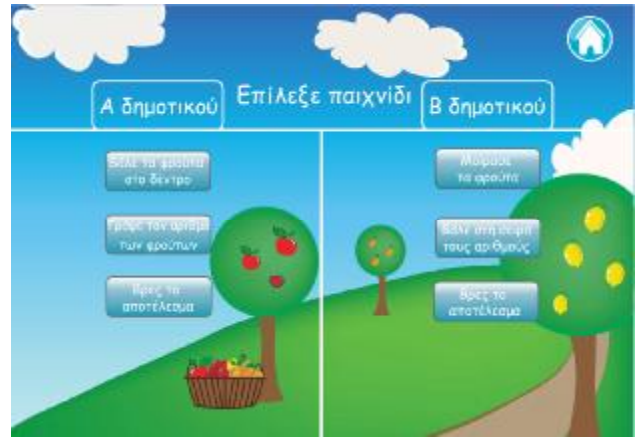 Επίλεξε παιχνίδι
Α δημοτικού
Βάλε τα φρούτα
στο δέντρο
Γράψε τον αριθμό
των φρούτων
Βρες το
αποτέλεσμα
Β δημοτικού
Μοίρασε
τα φρούτα
Βάλε στη σειρά
τους αριθμούς
Βρες το
αποτέλεσμα